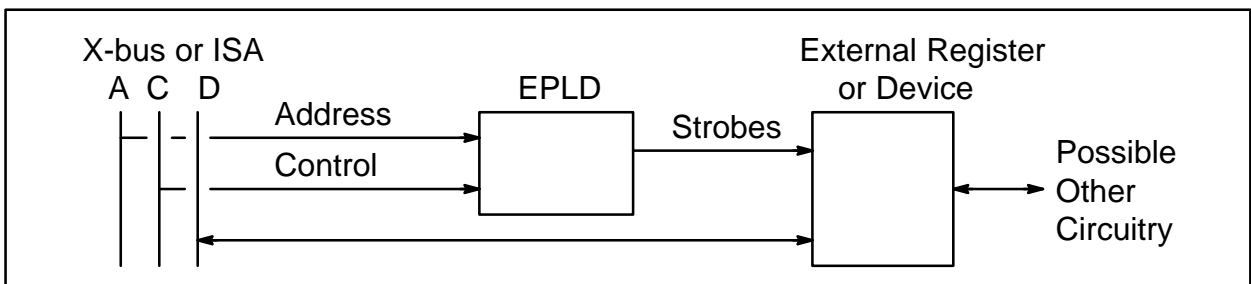 X-bus or ISA
A C D
Address
Control
EPLD
Strobes
External Register
or Device
Possible
Other
Circuitry